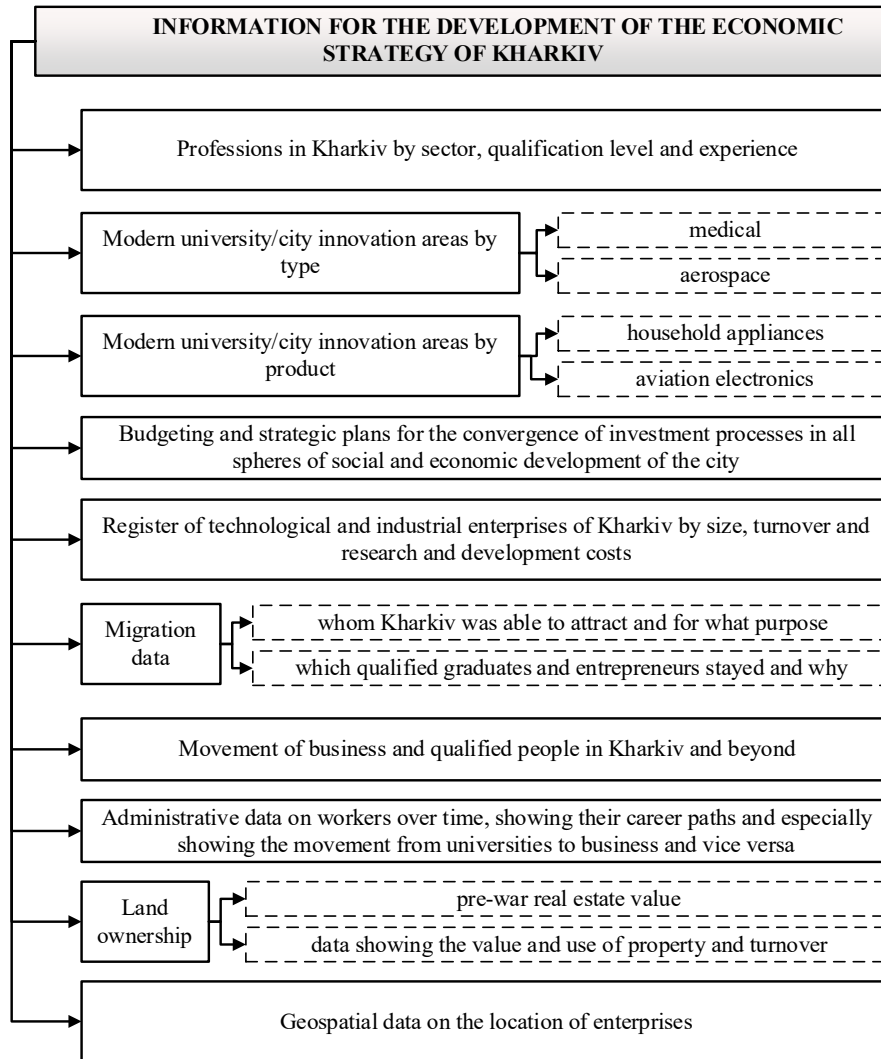 INFORMATION FOR THE DEVELOPMENT OF THE ECONOMIC
STRATEGY OF KHARKIV
Professions in Kharkiv by sector, qualification level and experience
Modern university/city innovation areas by
type
medical
aerospace
Modern university/city innovation areas by
product
household appliances
aviation electronics
Budgeting and strategic plans for the convergence of investment processes in all
spheres of social and economic development of the city
Register of technological and industrial enterprises of Kharkiv by size, turnover and
research and development costs
Migration
data
whom Kharkiv was able to attract and for what purpose
which qualified graduates and entrepreneurs stayed and why
Movement of business and qualified people in Kharkiv and beyond
Administrative data on workers over time, showing their career paths and especially
showing the movement from universities to business and vice versa
Land
ownership
pre-war real estate value
data showing the value and use of property and turnover
Geospatial data on the location of enterprises